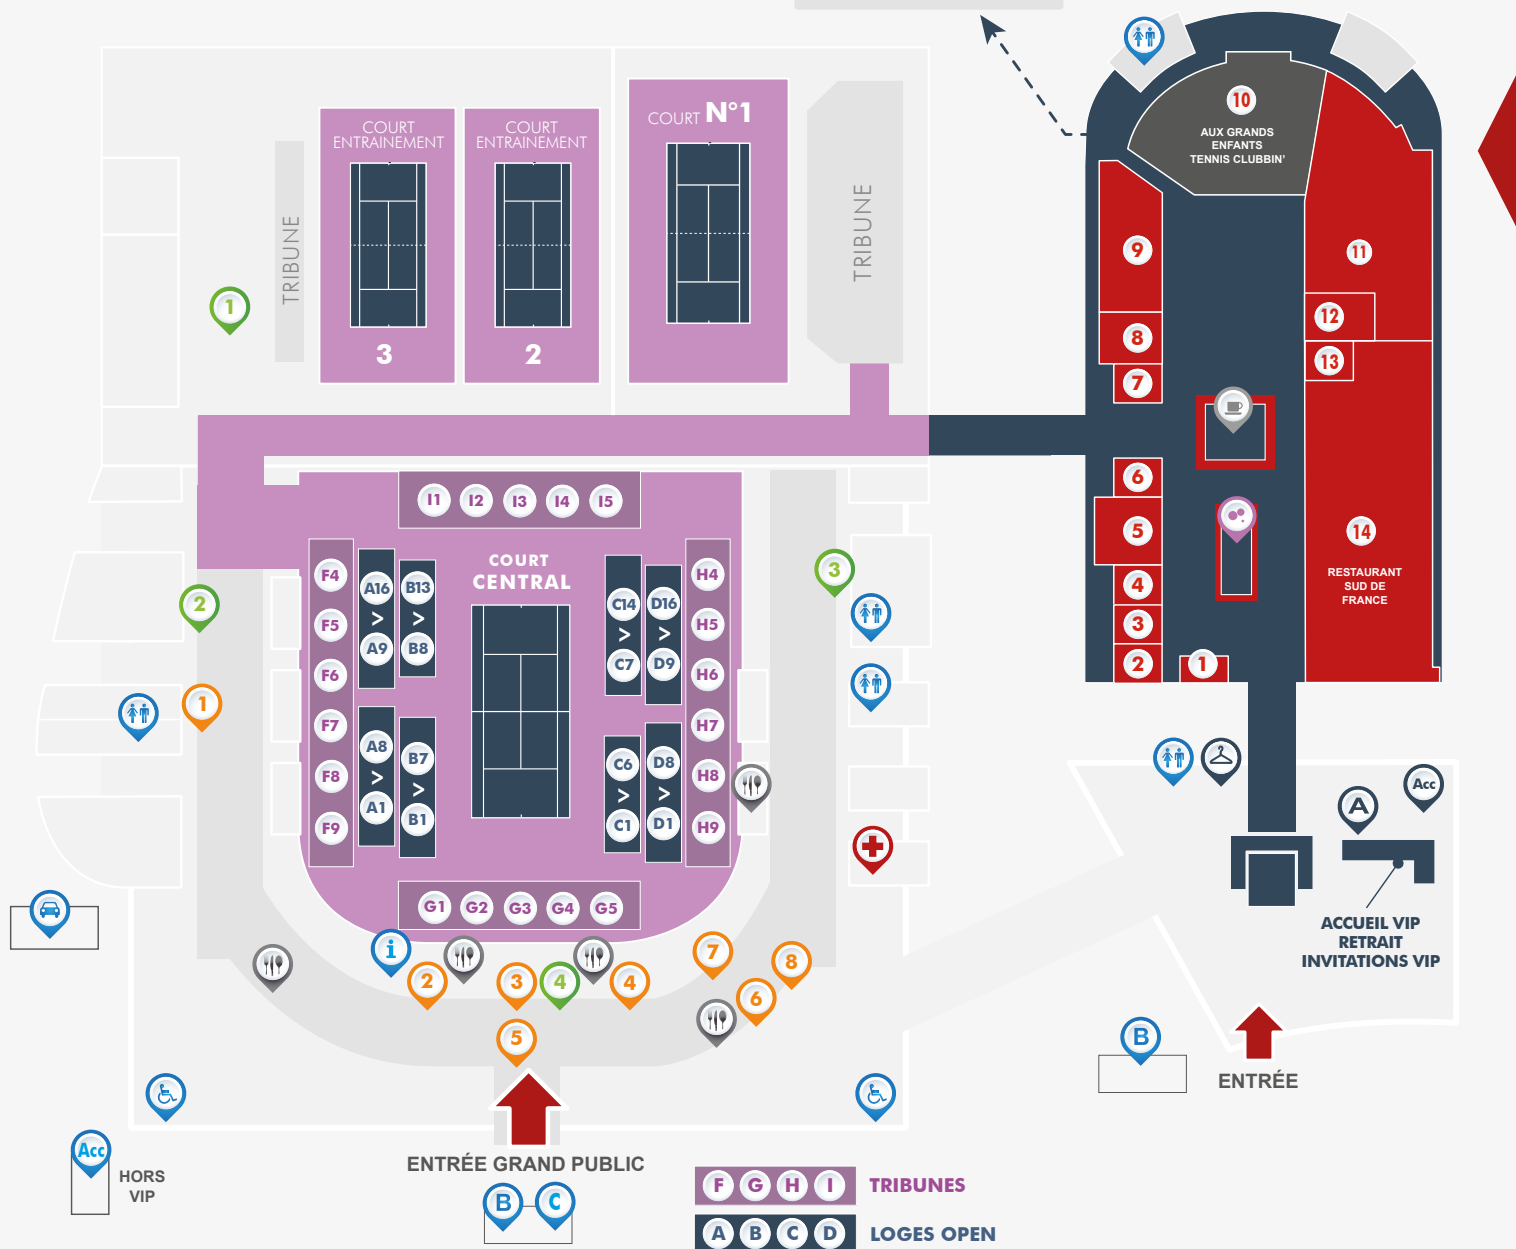 10
AUX GRANDS
ENFANTS
TENNIS CLUBBIN'
COURT
ENTRAINEMENT
COURT
ENTRAINEMENT
COURT N°1
TRIBUNE
TRIBUNE
3
2
1
9
8
7
11
12
13
6
5
4
3
2
1
14
RESTAURANT
SUD DE
FRANCE
I1 I2 I3 I4 I5
COURT
CENTRAL
F4
F5
F6
F7
F8
F9
A16
>
A9
B13
>
B8
A8
>
A1
B7
>
B1
C14
>
C7
D16
>
D9
C6
>
C1
D8
>
D1
H4
H5
H6
H7
H8
H9
G1 G2 G3 G4 G5
2
1
3
i
2
3
4
4
5
7
6
8
A
Acc
ACCUEIL VIP
RETRAIT
INVITATIONS VIP
B
ENTRÉE
Acc
HORS
VIP
ENTRÉE GRAND PUBLIC
B C
F G H I TRIBUNES
A B C D LOGES OPEN